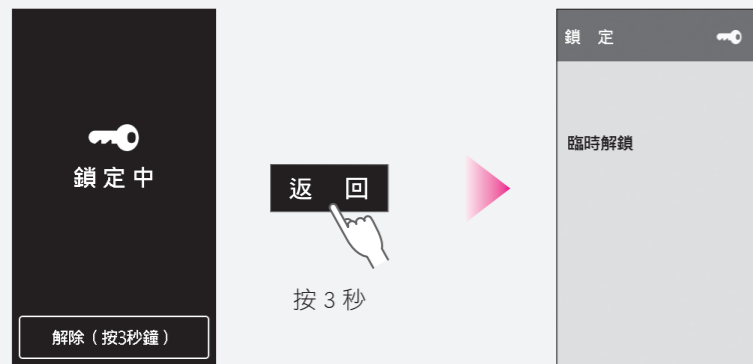 鎖定中
解除（按3秒鐘）
返 回
按 3 秒
鎖 定
臨時解鎖